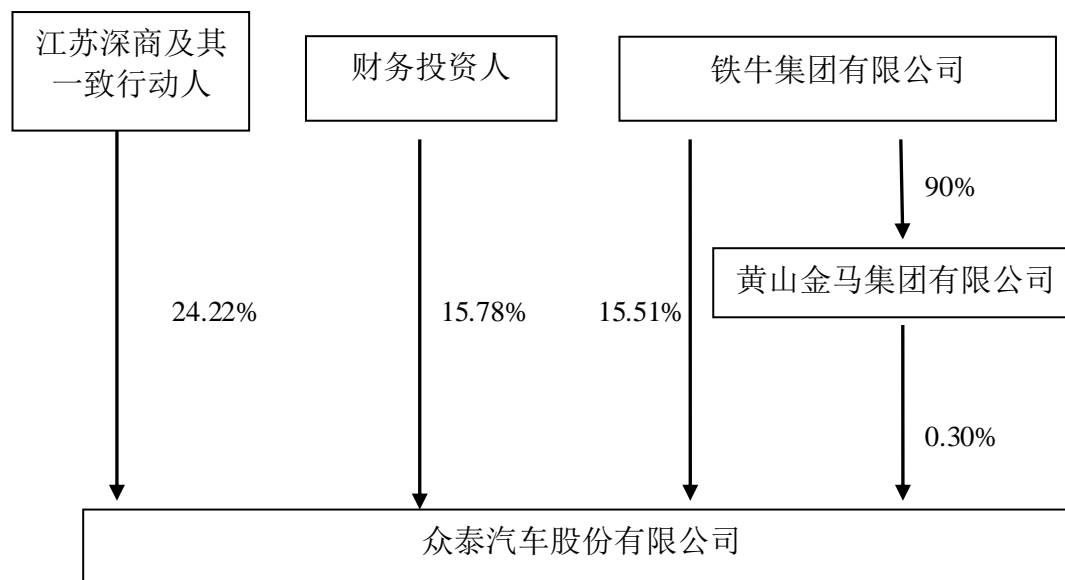 江苏深商及其
一致行动人
财务投资人
铁牛集团有限公司
90%
黄山金马集团有限公司
24.22%
15.78%
15.51%
0.30%
众泰汽车股份有限公司